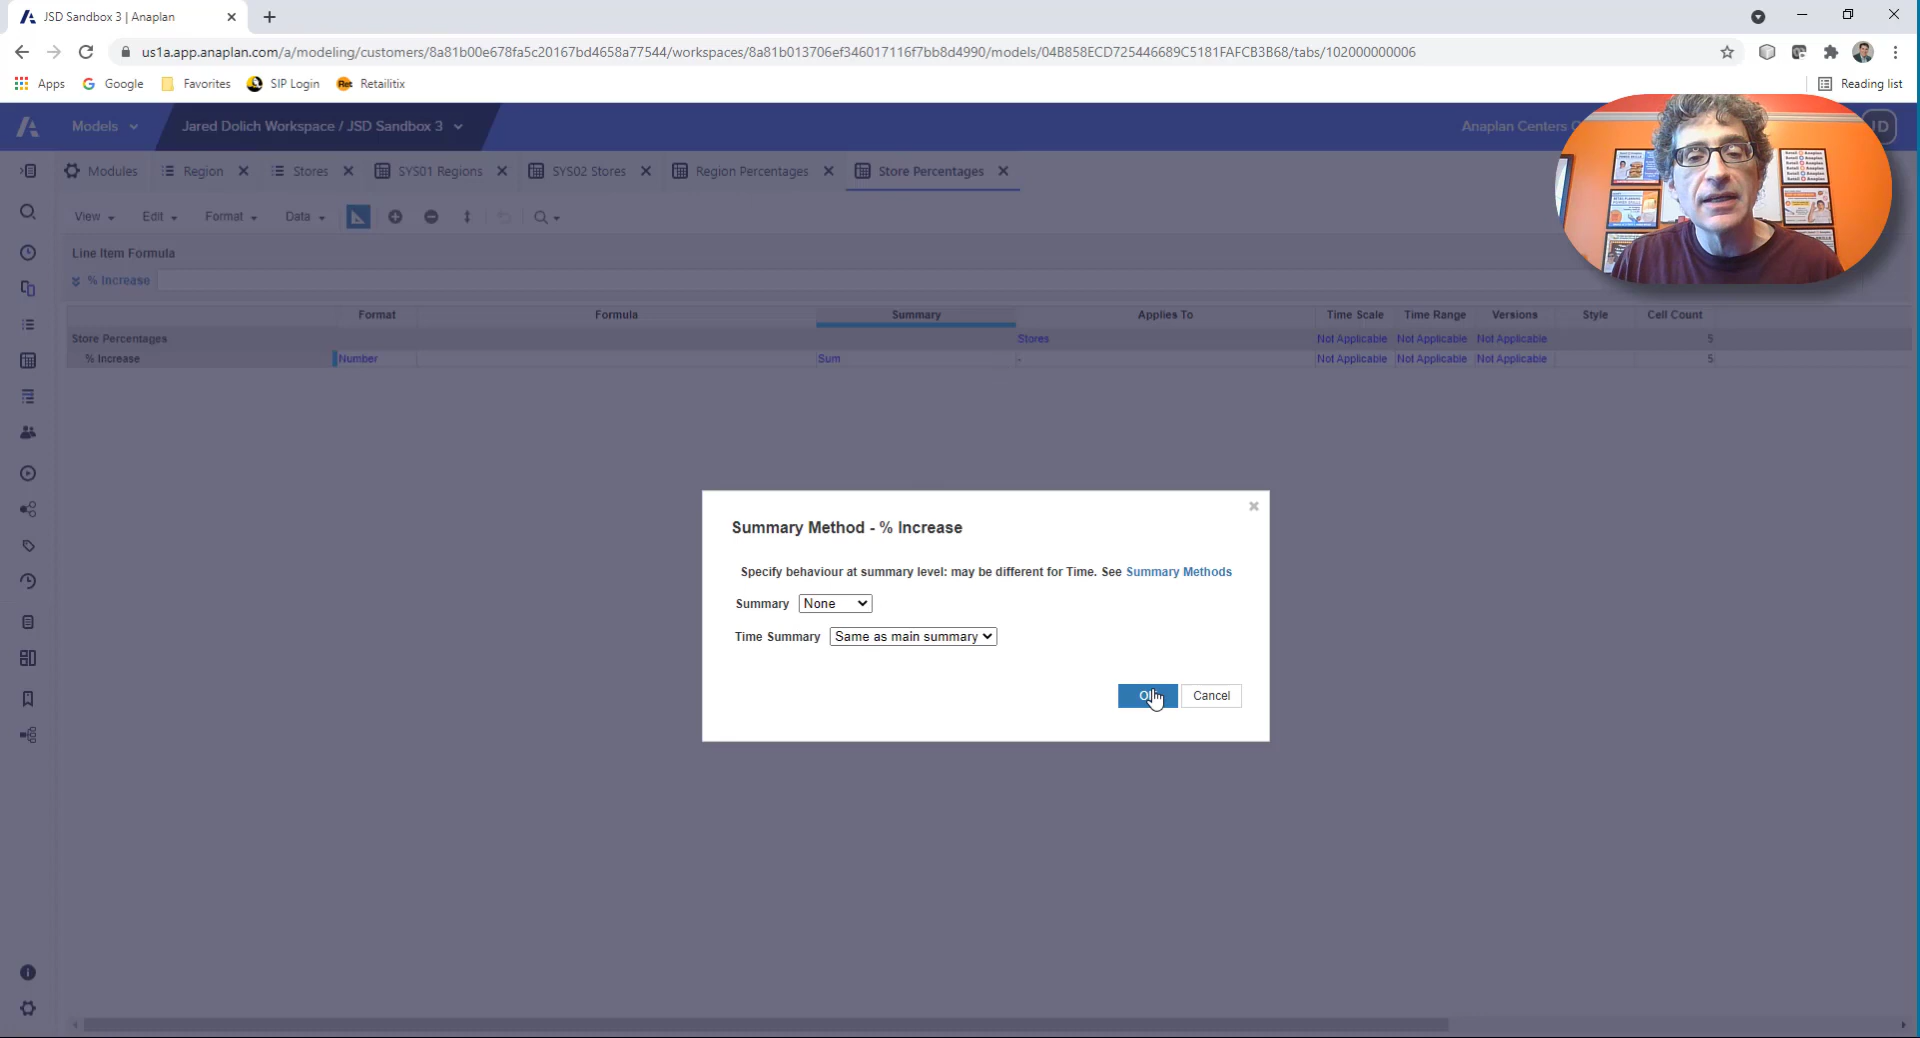 JSD Sandbox 3 | Anaplan
us1a.app.anaplan.com/a/modeling/customers/8a81b00e678fa5c20167bd4658a77544/workspaces/8a81b013706ef346017116f7bb8d4990/models/04B858ECD725446689C5181FAFCB3B68/tabs/102000000006
Apps Google Favorites SIP Login Ret Retailitix Reading list
Models Jared Dolich Workspace / JSD Sandbox 3 Anaplan Centers
Modules Region Stores SYS01 Regions SYS02 Stores Region Percentages Store Percentages
View Edit Format Data
Line Item Formula
% Increase
Format Formula Summary Applies To Time Scale Time Range Versions Style Cell Count
Store Percentages Stores Not Applicable Not Applicable Not Applicable 5
% Increase Number Sum - Not Applicable Not Applicable Not Applicable 5
Summary Method - % Increase
Specify behaviour at summary level: may be different for Time. See Summary Methods
Summary None
Time Summary Same as main summary
Cancel